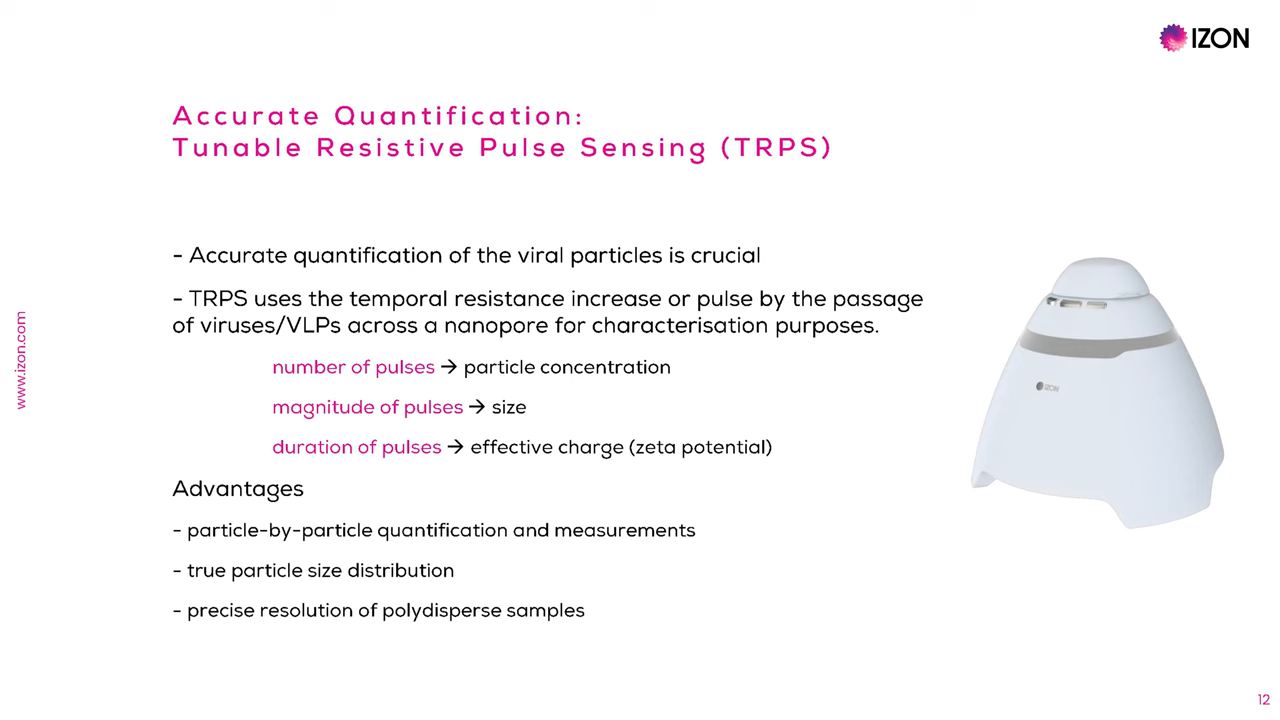 IZON
Accurate Quantification:
Tunable Resistive Pulse Sensing (TRPS)
- Accurate quantification of the viral particles is crucial
- TRPS uses the temporal resistance increase or pulse by the passage
of viruses/VLPs across a nanopore for characterisation purposes.
number of pulses → particle concentration
magnitude of pulses → size
duration of pulses → effective charge (zeta potential)
Advantages
- particle-by-particle quantification and measurements
- true particle size distribution
- precise resolution of polydisperse samples
www.izon.com
IZON
12